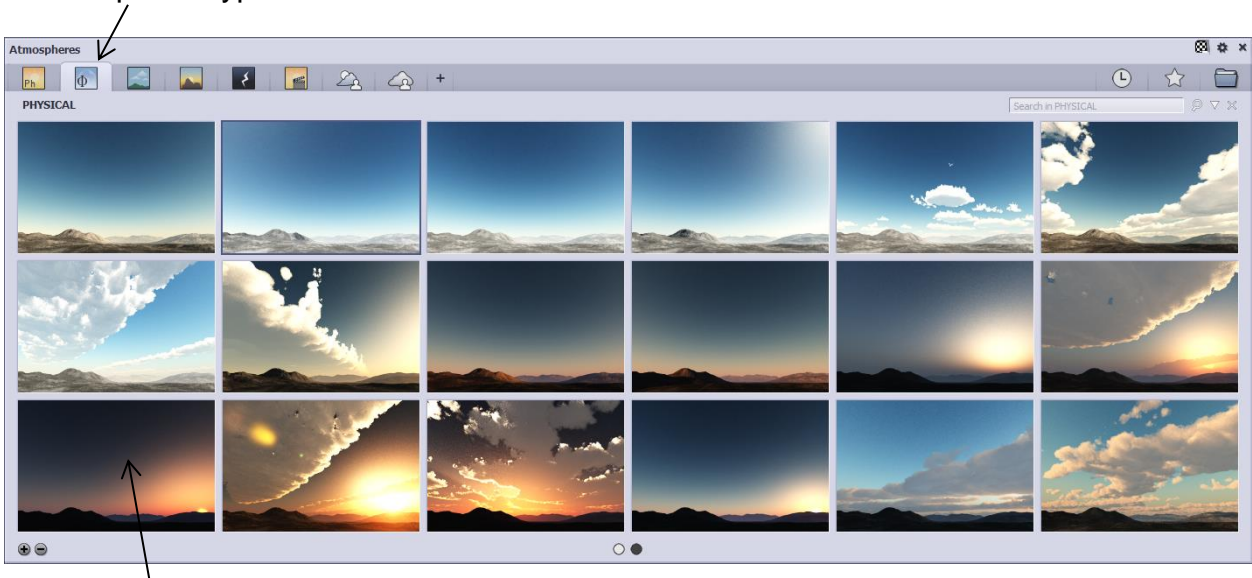 Atmospheres
Ph Φ +
PHYSICAL
Search in PHYSICAL